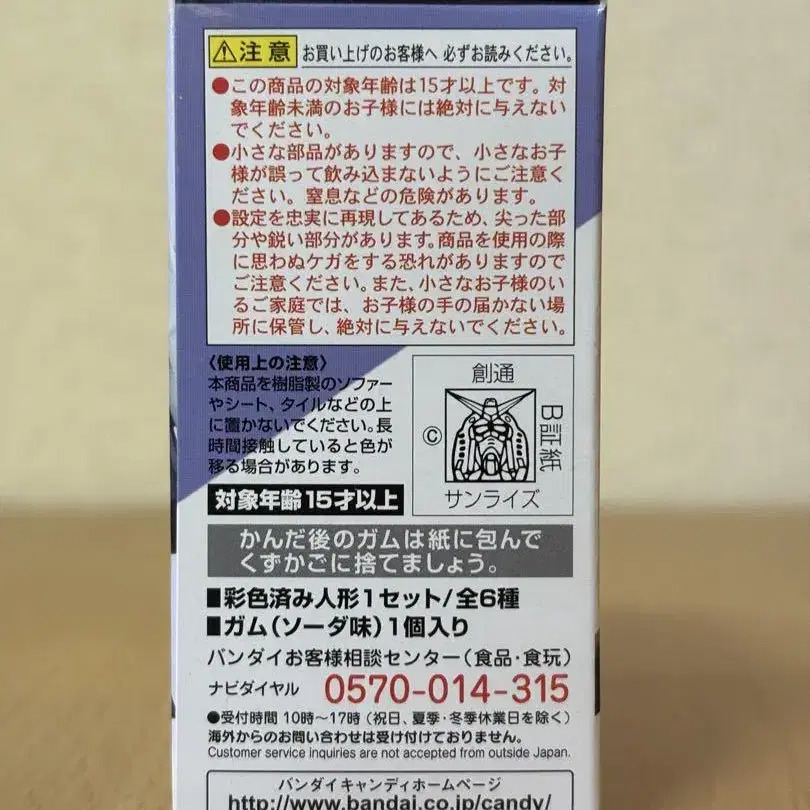 注意 お買い上げのお客様へ 必ずお読みください。
●この商品の対象年齢は15才以上です。対
象年齢未満のお子様には絶対に与えない
でください。
●小さな部品がありますので、小さなお子
様が誤って飲み込まないようにご注意く
ださい。窒息などの危険があります。
●設定を忠実に再現してあるため、尖った部
分や鋭い部分があります。商品を使用の際
に思わぬケガをする恐れがありますので
ご注意ください。また、小さなお子様のい
るご家庭では、お子様の手の届かない場
所に保管し、絶対に与えないでください。
〈使用上の注意〉
本商品を樹脂製のソファー
やシート、タイルなどの上
に置かないでください。長
時間接触していると色が
移る場合があります。
対象年齢15才以上
創通
©
B証紙
サンライズ
かんだ後のガムは紙に包んで
くずかごに捨てましょう。
■彩色済み人形1セット/全6種
■ガム(ソーダ味)1個入り
バンダイお客様相談センター(食品·食玩)
ナビダイヤル 0570-014-315
●受付時間 10時~17時(祝日、夏季·冬季休業日を除く)
海外からのお問い合わせは受け付けておりません。
Customer service inquiries are not accepted from outside Japan.
バンダイキャンディホームページ
http://www.bandai.co.jp/candy/